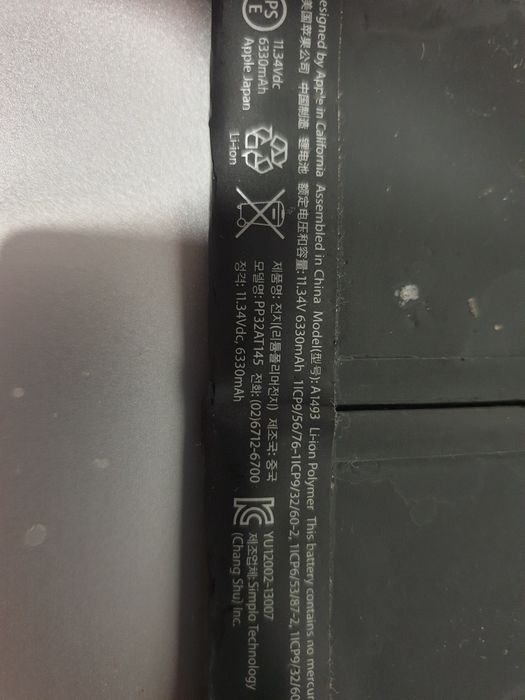 esigned by Apple in California Assembled in China Model(型号): A1493 Li-ion Polymer This battery contains no mercur
美国苹果公司 中国制造 锂电池 额定电压和容量:11.34V 6330mAh 1ICP9/56/76-1ICP9/32/60-2, 1ICP6/53/87-2, 1ICP9/32/60
PS
E
11.34Vdc
6330mAh
Apple Japan
Li-ion
제품명: 전지(리튬폴리머전지) 제조국: 중국
모델명: PP32AT145 전화: (02)6712-6700
정격: 11.34Vdc, 6330mAh
YU12002-13007
제조업체: Simplo Technology
(Chang Shu) Inc.